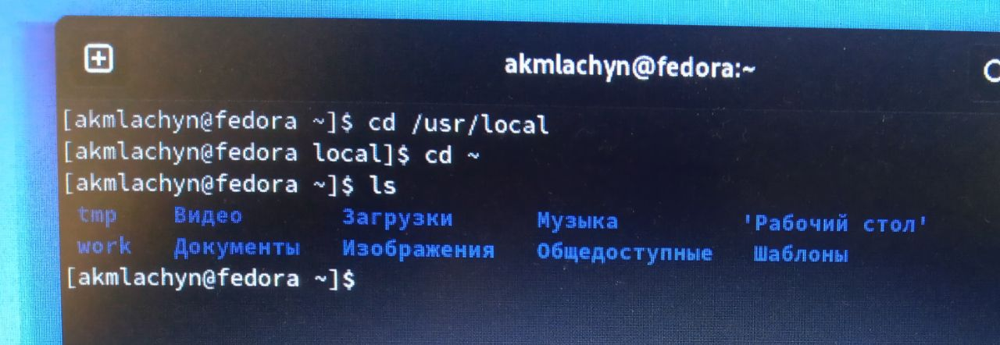 akmlachyn@fedora:~
[akmlachyn@fedora ~]$ cd /usr/local
[akmlachyn@fedora local]$ cd ~
[akmlachyn@fedora ~]$ ls
tmp Видео Загрузки Музыка 'Рабочий стол'
work Документы Изображения Общедоступные Шаблоны
[akmlachyn@fedora ~]$